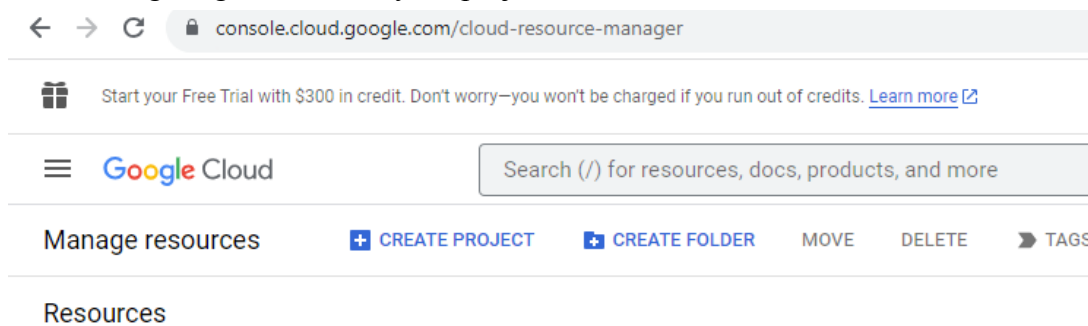 console.cloud.google.com/cloud-resource-manager
Start your Free Trial with $300 in credit. Don't worry—you won't be charged if you run out of credits. Learn more
Google Cloud
Search (/) for resources, docs, products, and more
Manage resources CREATE PROJECT CREATE FOLDER MOVE DELETE TAGS
Resources